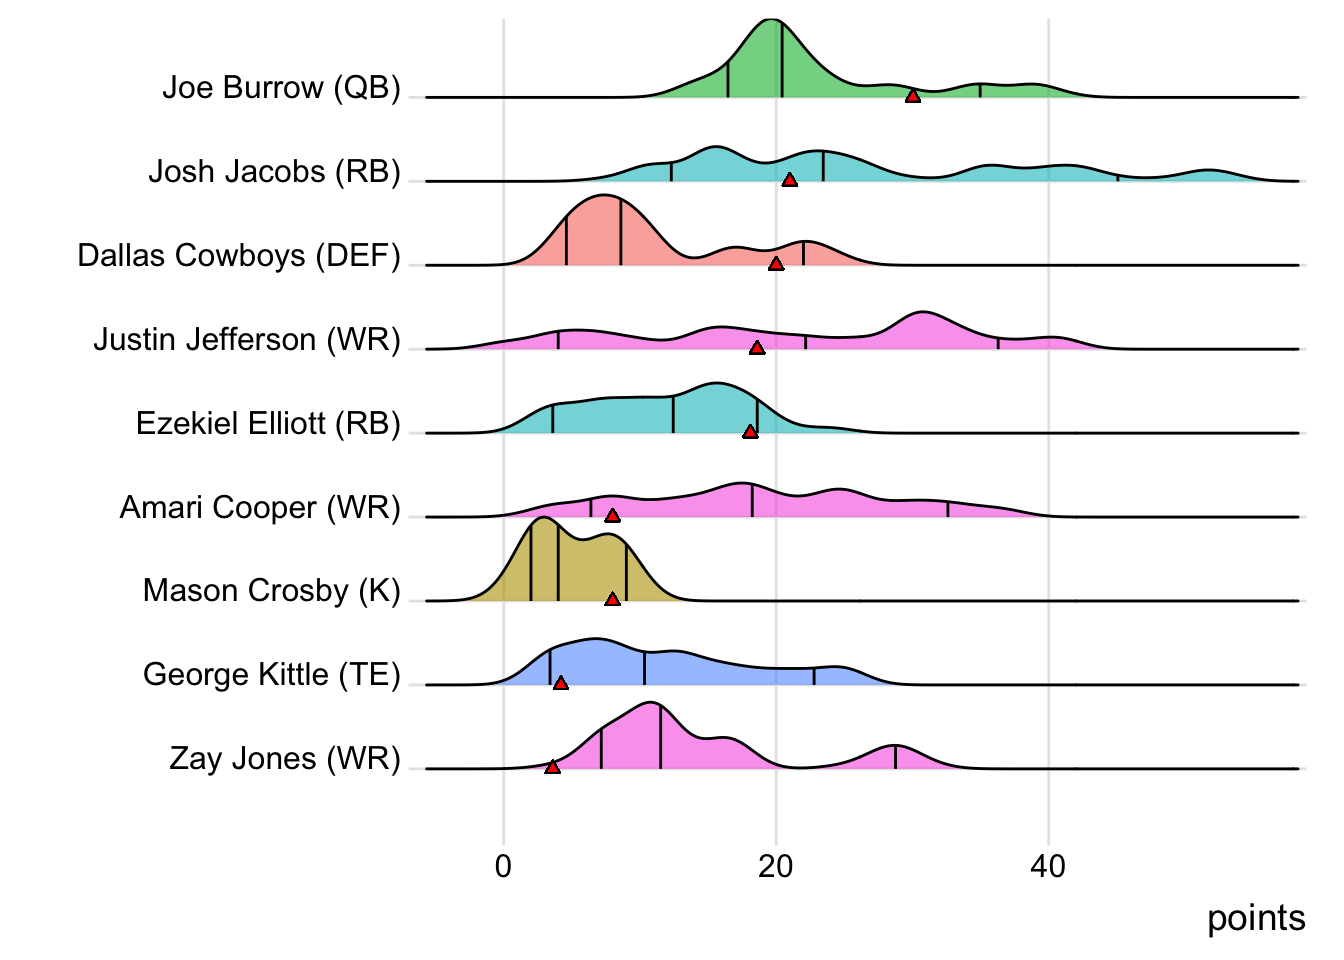 Joe Burrow (QB)
Josh Jacobs (RB)
Dallas Cowboys (DEF)
Justin Jefferson (WR)
Ezekiel Elliott (RB)
Amari Cooper (WR)
Mason Crosby (K)
George Kittle (TE)
Zay Jones (WR)
0 20 40
points